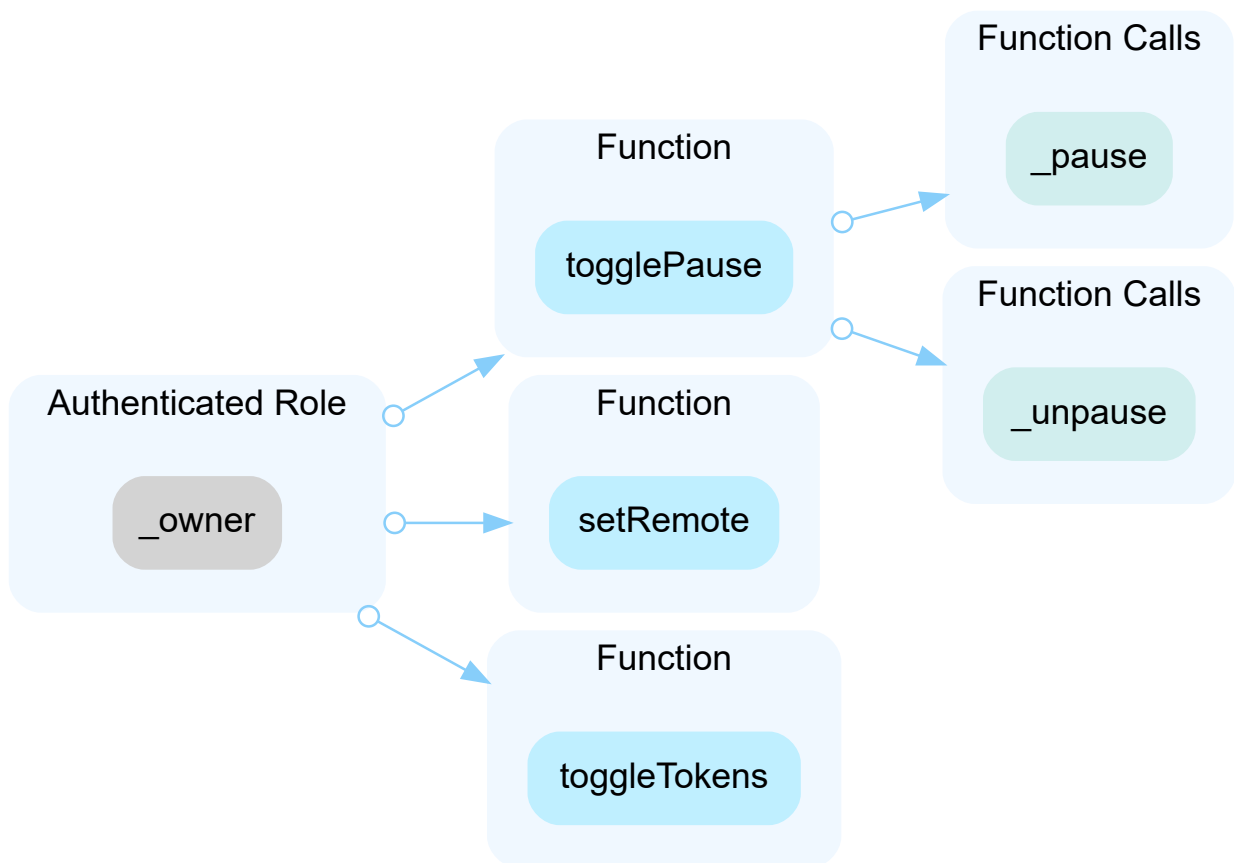 Authenticated Role
_owner
Function
togglePause
Function
setRemote
Function
toggleTokens
Function Calls
_pause
Function Calls
_unpause